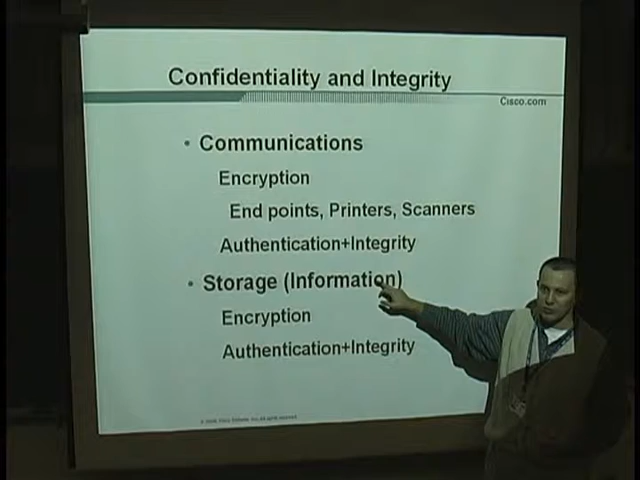 Confidentiality and Integrity
Cisco.com
• Communications
Encryption
End points, Printers, Scanners
Authentication+Integrity
• Storage (Information)
Encryption
Authentication+Integrity